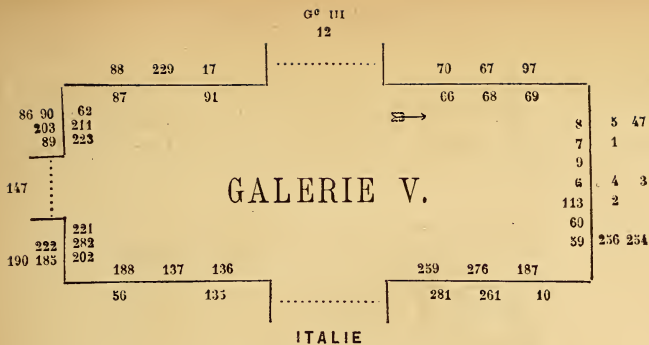 Ge III
12
88 229 17 70 67 97
87 91 66 68 69
86 90 62 8 5 47
203 211 7 1
89 223 9
147 GALERIE V. 6 4 3
113 2
221 60
222 282 59 256 254
190 185 202
188 137 136 259 276 187
56 135 281 261 10
ITALIE